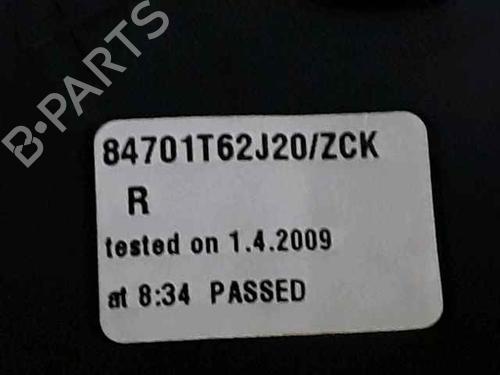 B-PARTS
84701T62J20/ZCK
R
tested on 1.4.2009
at 8:34 PASSED